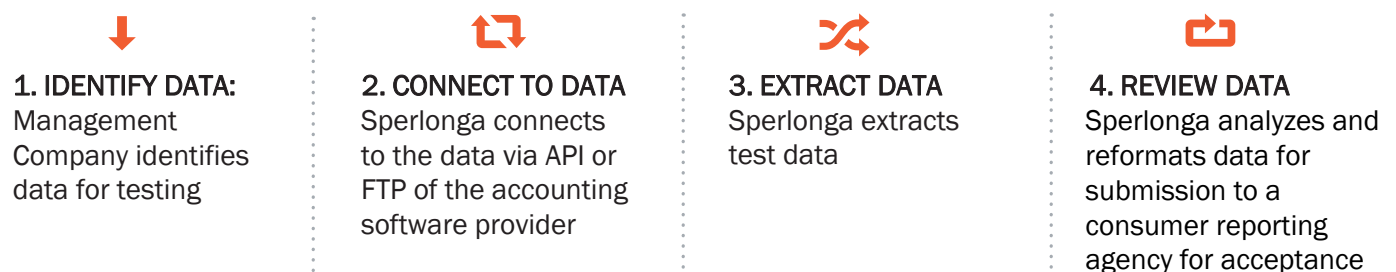 1. IDENTIFY DATA:
Management
Company identifies
data for testing
2. CONNECT TO DATA
Sperlonga connects
to the data via API or
FTP of the accounting
software provider
3. EXTRACT DATA
Sperlonga extracts
test data
4. REVIEW DATA
Sperlonga analyzes and
reformats data for
submission to a
consumer reporting
agency for acceptance